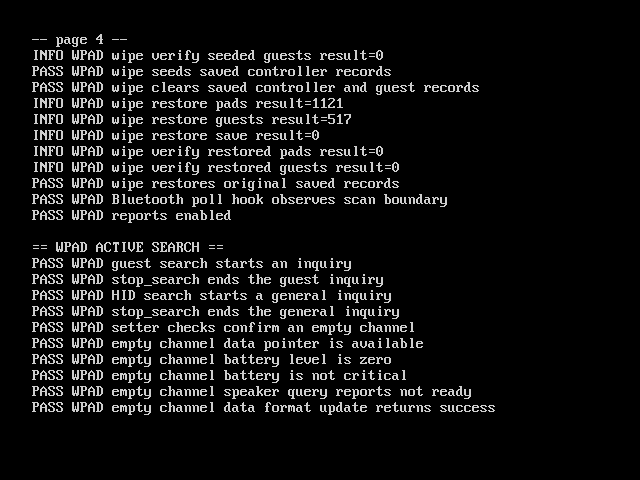 -- page 4 --
INFO WPAD wipe verify seeded guests result=0
PASS WPAD wipe seeds saved controller records
PASS WPAD wipe clears saved controller and guest records
INFO WPAD wipe restore pads result=1121
INFO WPAD wipe restore guests result=517
INFO WPAD wipe restore save result=0
INFO WPAD wipe verify restored pads result=0
INFO WPAD wipe verify restored guests result=0
PASS WPAD wipe restores original saved records
PASS WPAD Bluetooth poll hook observes scan boundary
PASS WPAD reports enabled
== WPAD ACTIVE SEARCH ==
PASS WPAD guest search starts an inquiry
PASS WPAD stop_search ends the guest inquiry
PASS WPAD HID search starts a general inquiry
PASS WPAD stop_search ends the general inquiry
PASS WPAD setter checks confirm an empty channel
PASS WPAD empty channel data pointer is available
PASS WPAD empty channel battery level is zero
PASS WPAD empty channel battery is not critical
PASS WPAD empty channel speaker query reports not ready
PASS WPAD empty channel data format update returns success